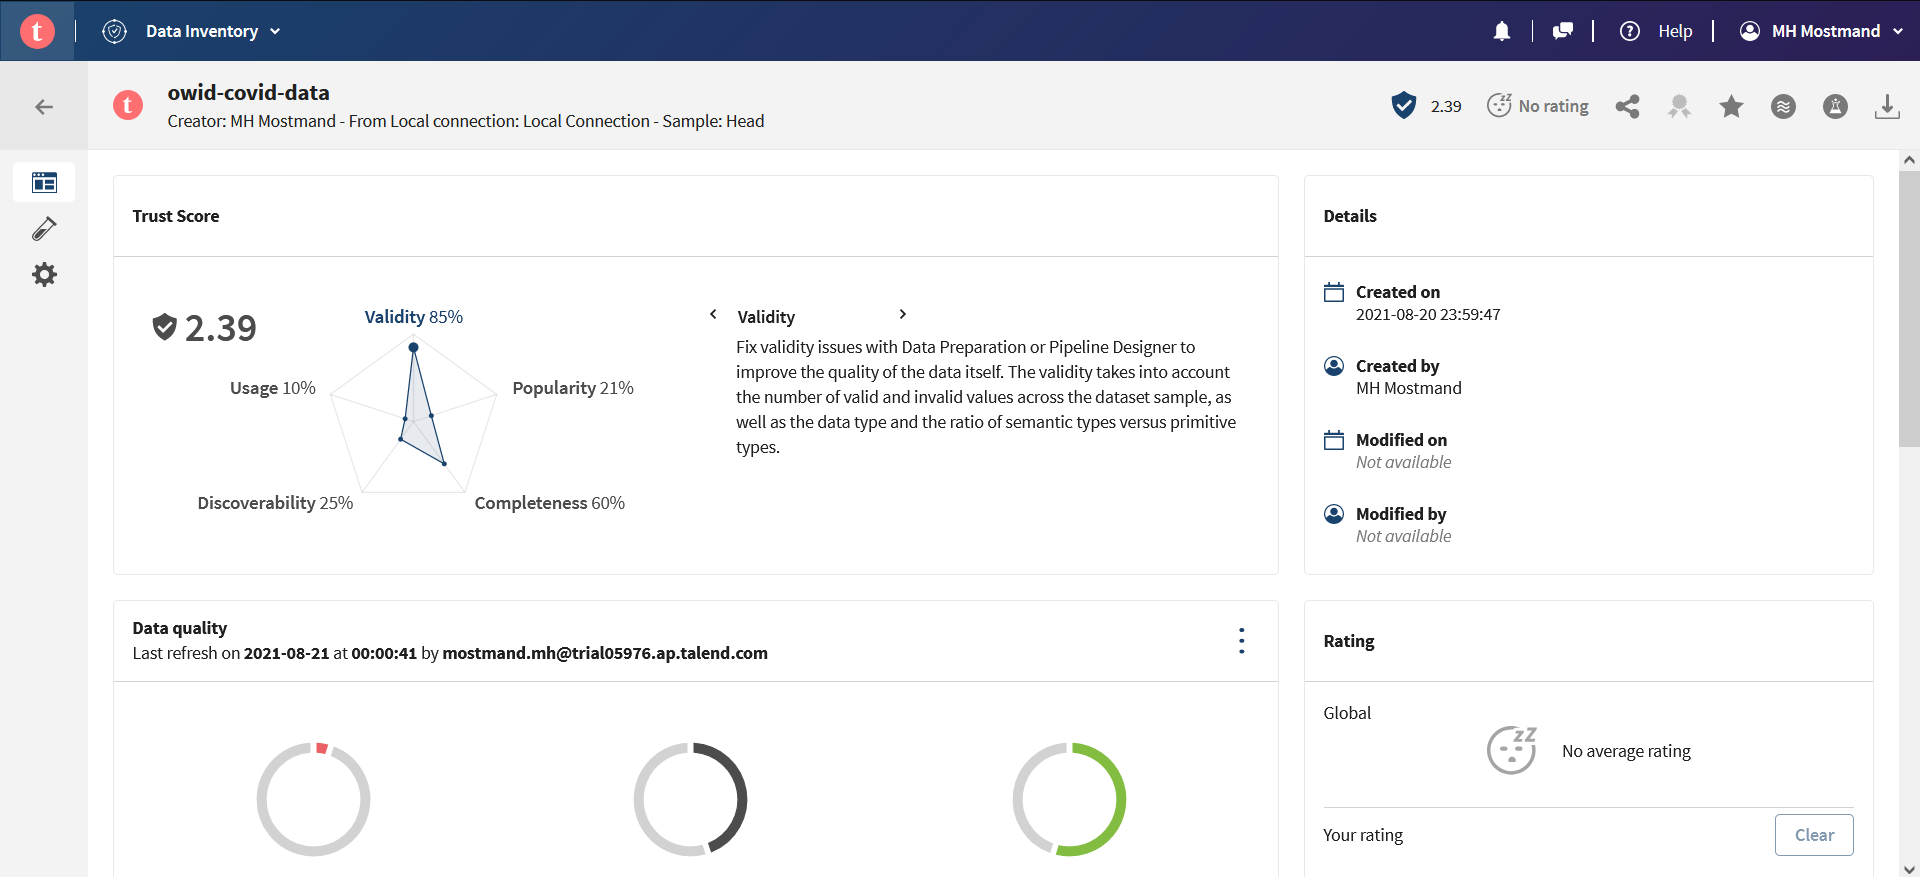 t
Data Inventory
Help
MH Mostmand
t
owid-covid-data
Creator: MH Mostmand - From Local connection: Local Connection - Sample: Head
2.39
zz
No rating
Trust Score
2.39
Validity 85%
Usage 10%
Popularity 21%
Discoverability 25%
Completeness 60%
Validity
Fix validity issues with Data Preparation or Pipeline Designer to
improve the quality of the data itself. The validity takes into account
the number of valid and invalid values across the dataset sample, as
well as the data type and the ratio of semantic types versus primitive
types.
Details
Created on
2021-08-20 23:59:47
Created by
MH Mostmand
Modified on
Not available
Modified by
Not available
Data quality
Last refresh on 2021-08-21 at 00:00:41 by mostmand.mh@trial05976.ap.talend.com
Rating
Global
zZ
No average rating
Your rating
Clear